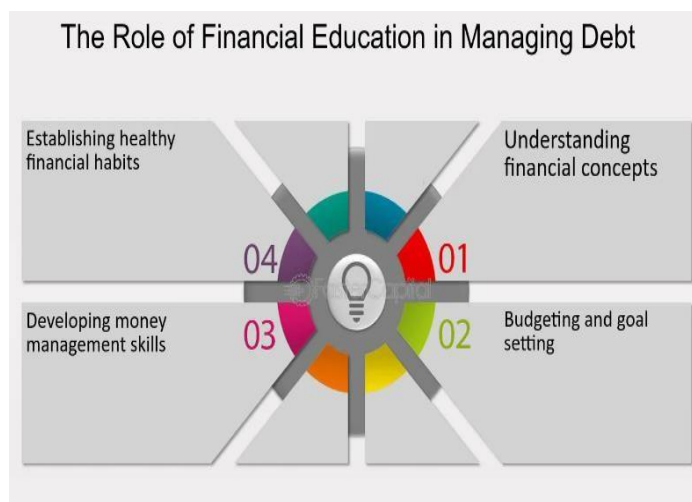 The Role of Financial Education in Managing Debt
Establishing healthy
financial habits
Understanding
financial concepts
04
01
FasterCapital
Developing money
management skills
03
Budgeting and goal
setting
02